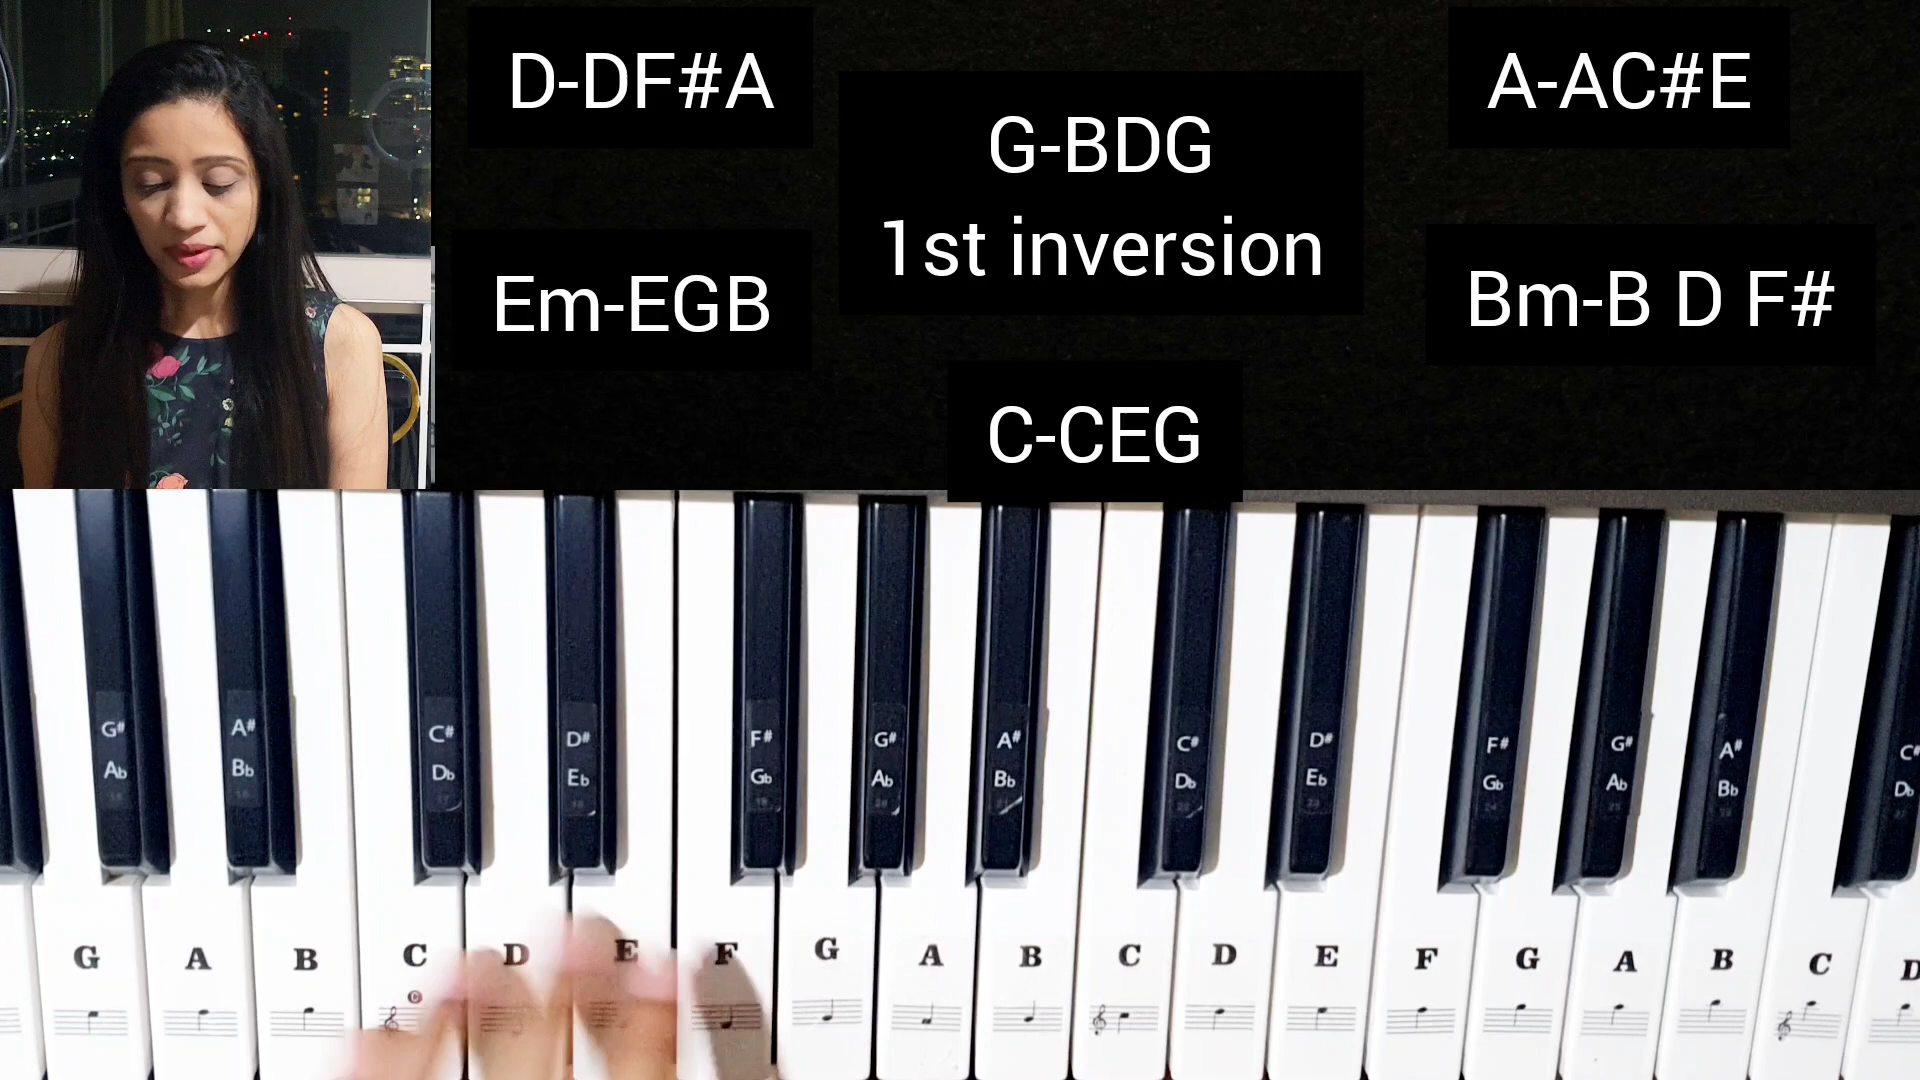 D-DF#A
A-AC#E
G-BDG
1st inversion
Em-EGB
Bm-B D F#
C-CEG
G# A# C# D# F# G# A# C# D# F# G# A# C#
Ab Bb Db Eb Gb Ab Bb Db Eb Gb Ab Bb Db
G A B C D E F G A B C D E F G A B C D
©